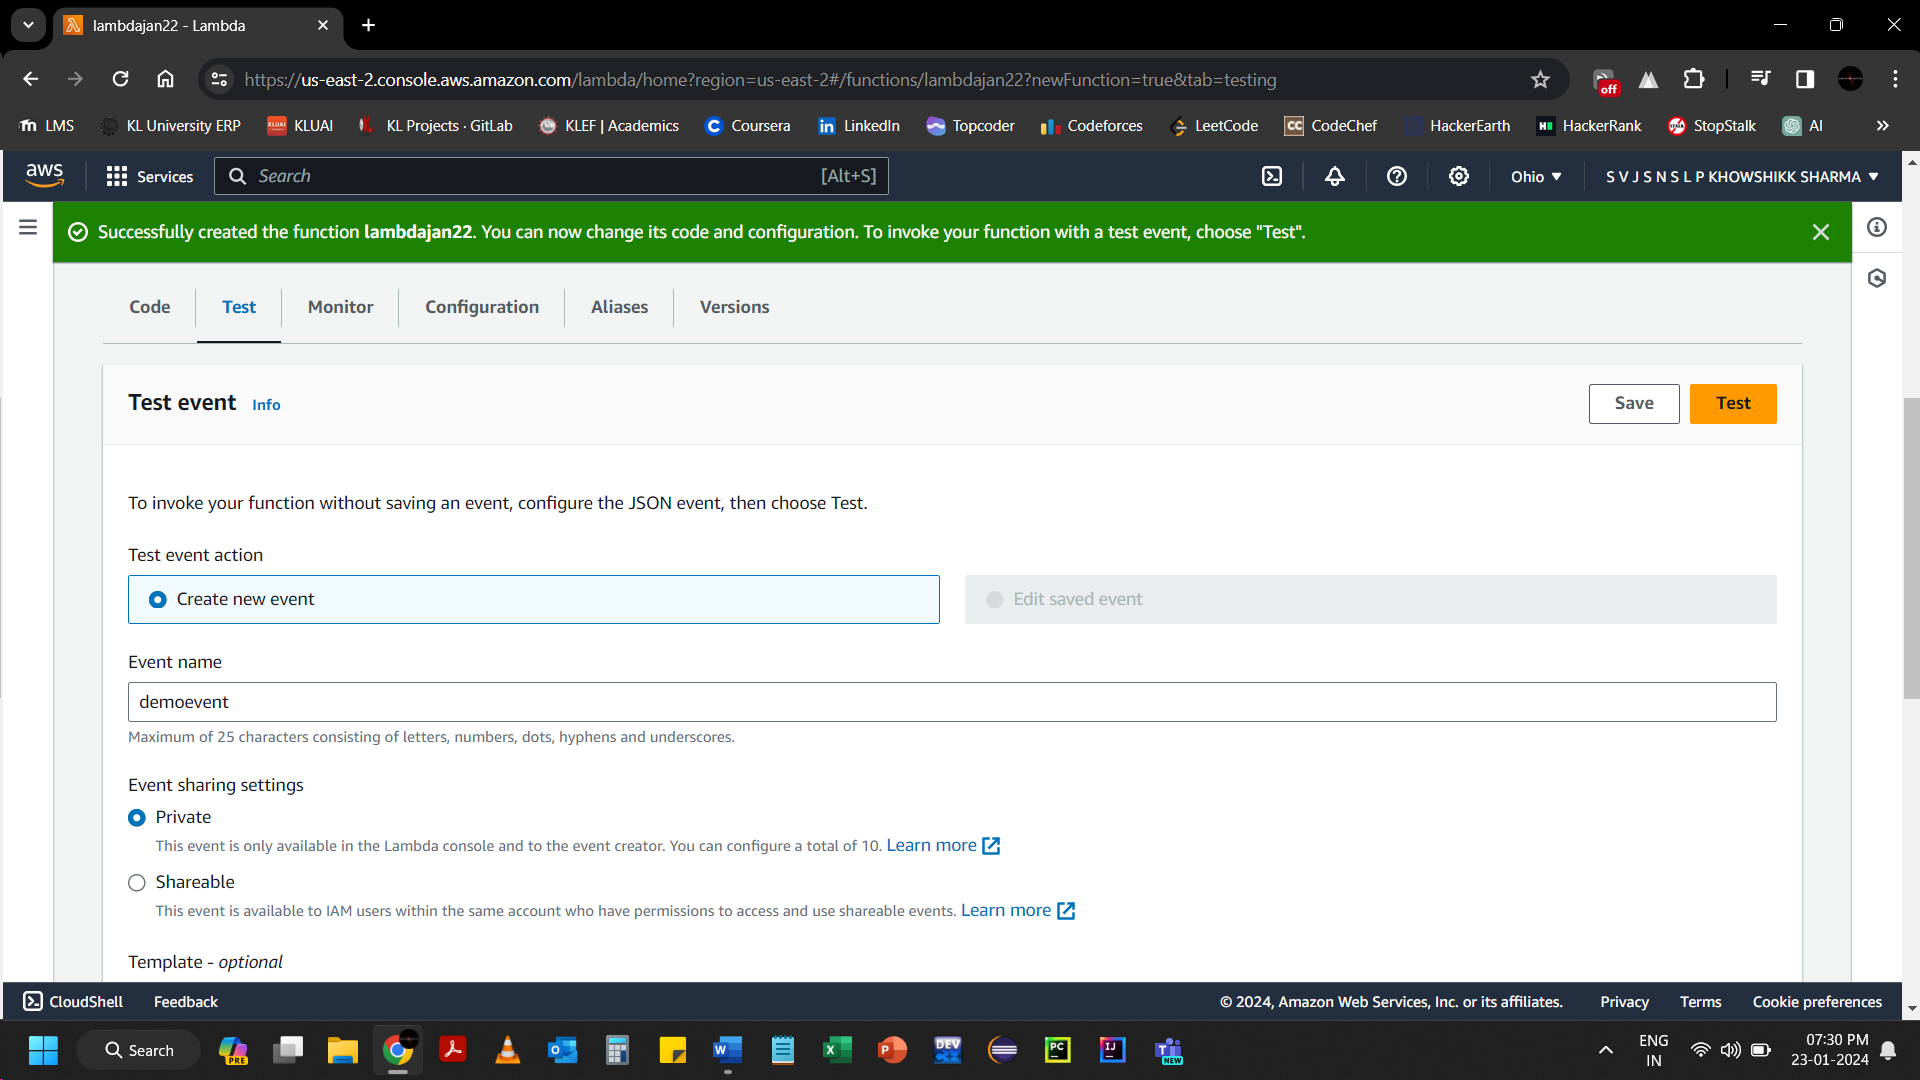 lambdajan22 - Lambda
https://us-east-2.console.aws.amazon.com/lambda/home?region=us-east-2#/functions/lambdajan22?newFunction=true&tab=testing
off
LMS
KL University ERP
KLUAI
KLUAI
KL Projects · GitLab
KLEF | Academics
Coursera
LinkedIn
Topcoder
Codeforces
LeetCode
CC
CodeChef
HackerEarth
HackerRank
StopStalk
AI
aws
Services
Search
[Alt+S]
Ohio
S V J S N S L P KHOWSHIKK SHARMA
Successfully created the function lambdajan22. You can now change its code and configuration. To invoke your function with a test event, choose "Test".
Code
Test
Monitor
Configuration
Aliases
Versions
Test event Info
Save
Test
To invoke your function without saving an event, configure the JSON event, then choose Test.
Test event action
Create new event
Edit saved event
Event name
demoevent
Maximum of 25 characters consisting of letters, numbers, dots, hyphens and underscores.
Event sharing settings
Private
This event is only available in the Lambda console and to the event creator. You can configure a total of 10. Learn more
Shareable
This event is available to IAM users within the same account who have permissions to access and use shareable events. Learn more
Template - optional
CloudShell
Feedback
© 2024, Amazon Web Services, Inc. or its affiliates.
Privacy
Terms
Cookie preferences
Search
PRE
DEV
C++
PC
IJ
NEW
ENG
IN
07:30 PM
23-01-2024